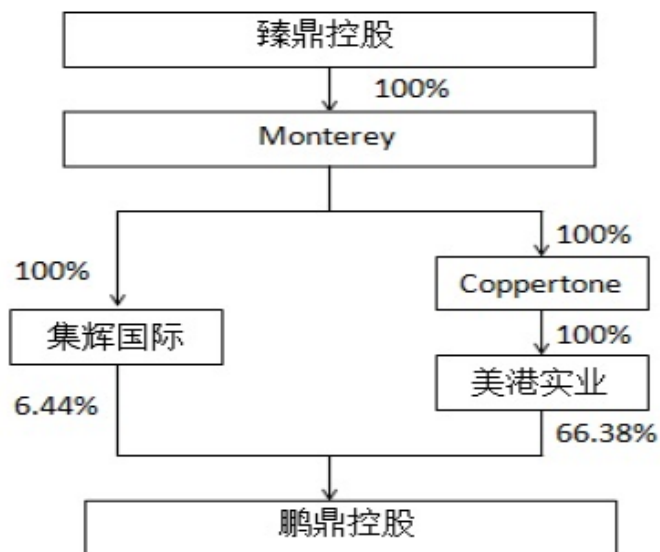 臻鼎控股
100%
Monterey
100%
100%
Coppertone
集辉国际
100%
美港实业
6.44%
66.38%
鹏鼎控股